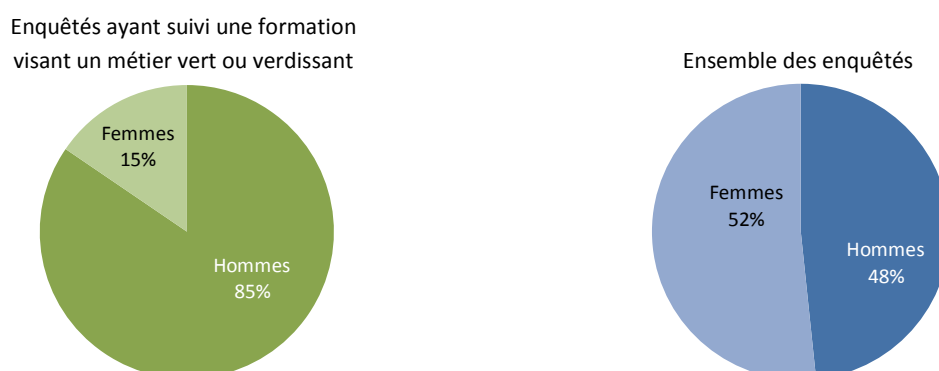 Enquêtés ayant suivi une formation
visant un métier vert ou verdissant
Femmes
15%
Hommes
85%
Ensemble des enquêtés
Femmes
52%
Hommes
48%